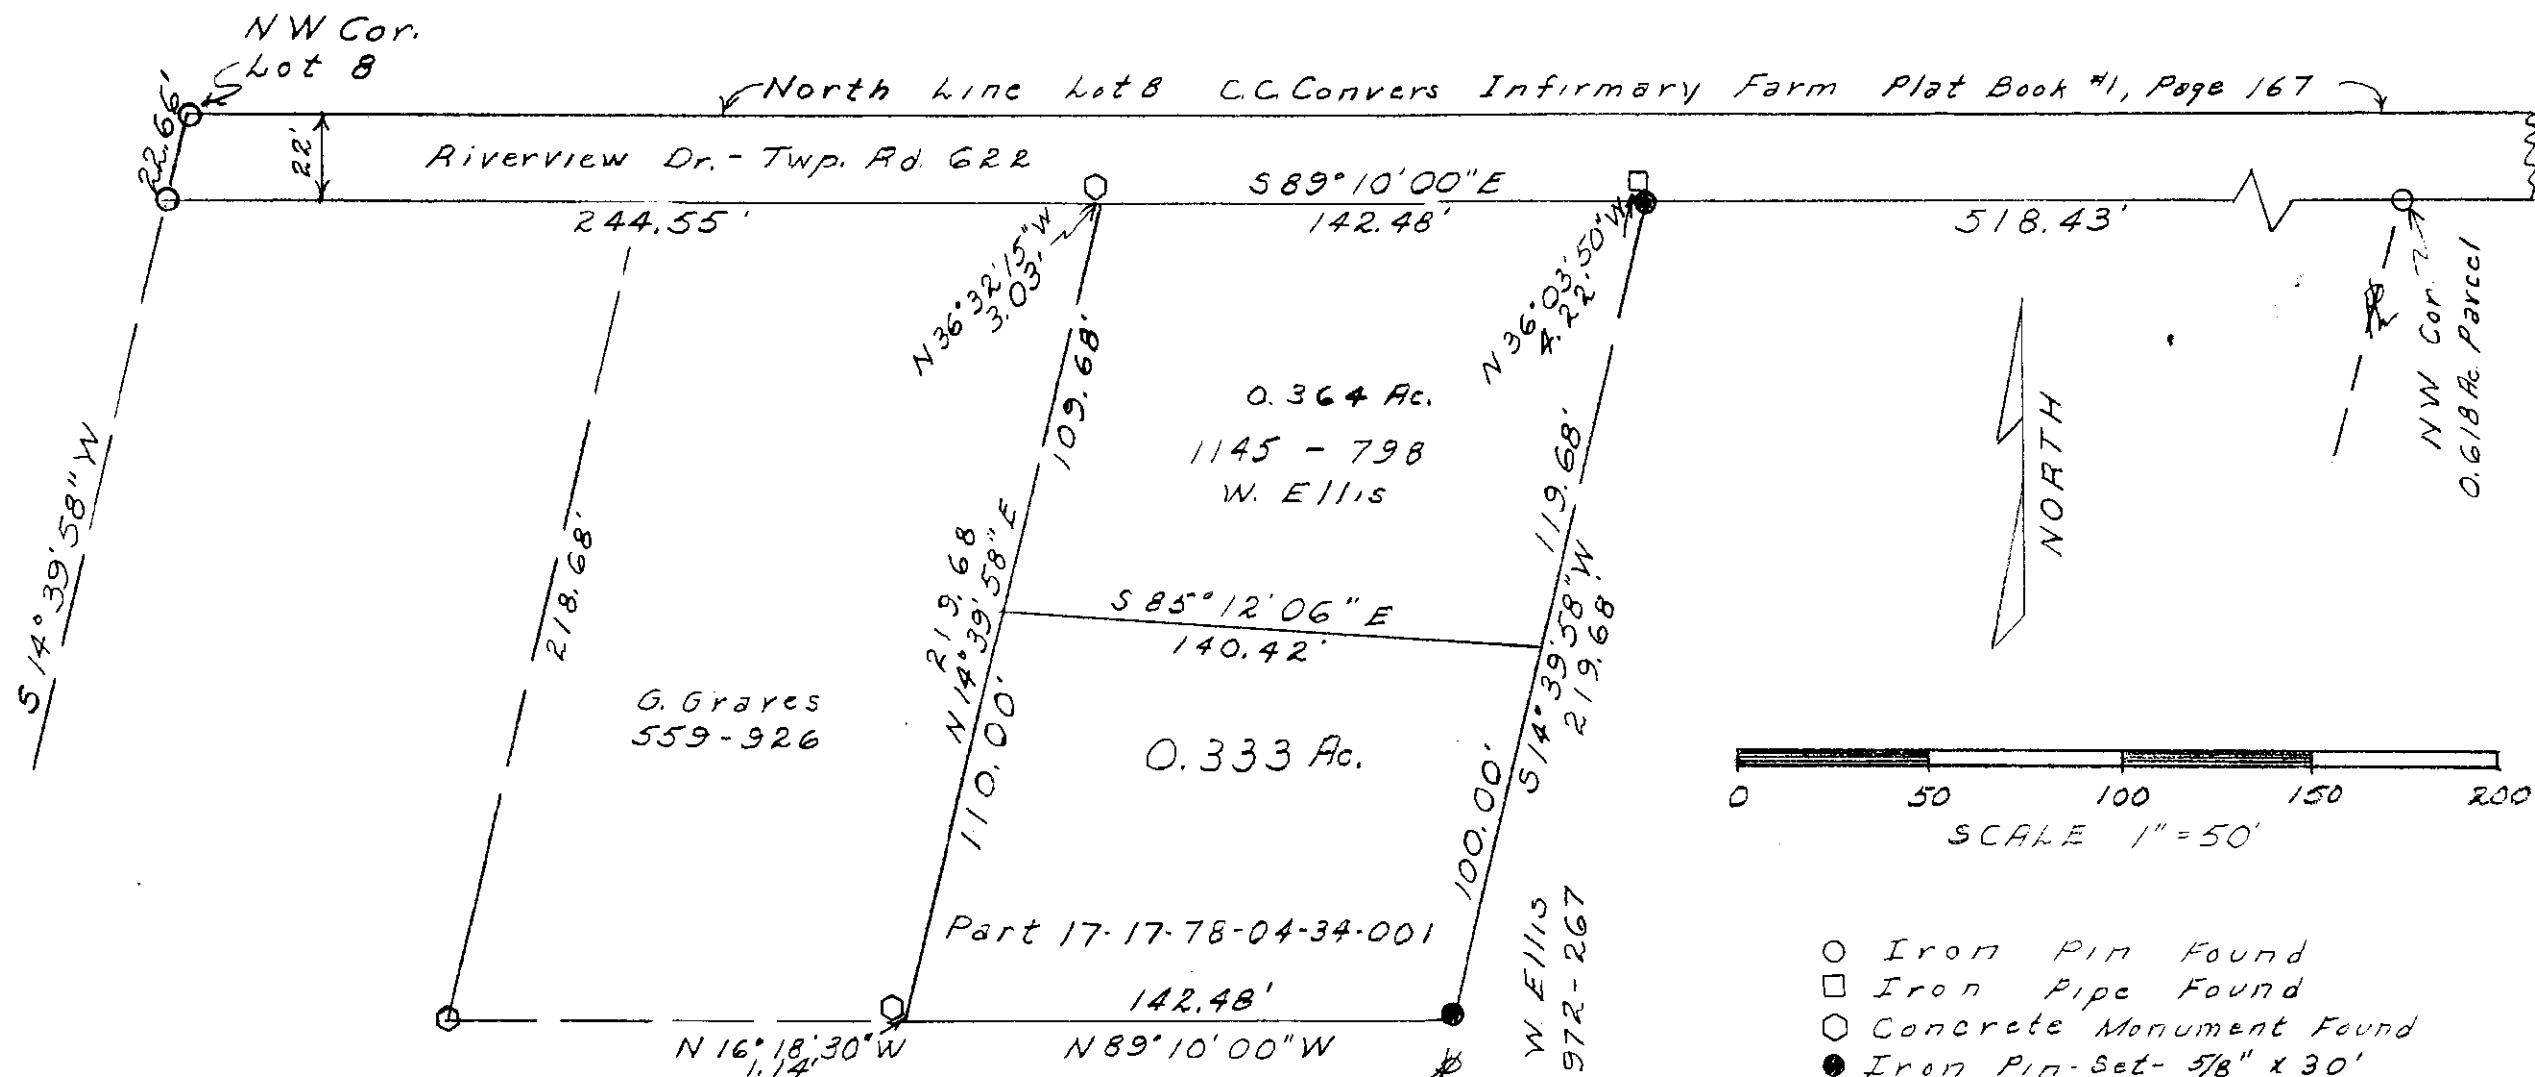 NW Cor.
Lot 8
North Line Lot 8 C.C. Convers Infirmary Farm Plat Book #1, Page 167
22.66'
22'
Riverview Dr. - Twp. Rd. 622
S 89° 10' 00" E
244.55'
142.48'
518.43'
N 36° 32' 15" W
3.03'
N 36° 03' 50" W
4.22'
NW Cor.
0.618 Ac. Parcel
109.68'
0.364 Ac.
1145 - 798
W. Ellis
119.68'
NORTH
S 14° 39' 58" W
218.68'
219.68
N 14° 39' 58" E
S 85° 12' 06" E
140.42'
S 14° 39' 58" W
219.68'
G. Graves
559-926
110.00'
0.333 Ac.
100.00'
0 50 100 150 200
SCALE 1" = 50'
Part 17-17-78-04-34-001
W. Ellis
972-267
142.48'
N 16° 18' 30" W
1.14'
N 89° 10' 00" W
Iron Pin Found
Iron Pipe Found
Concrete Monument Found
Iron Pin-Set- 5/8" x 30'